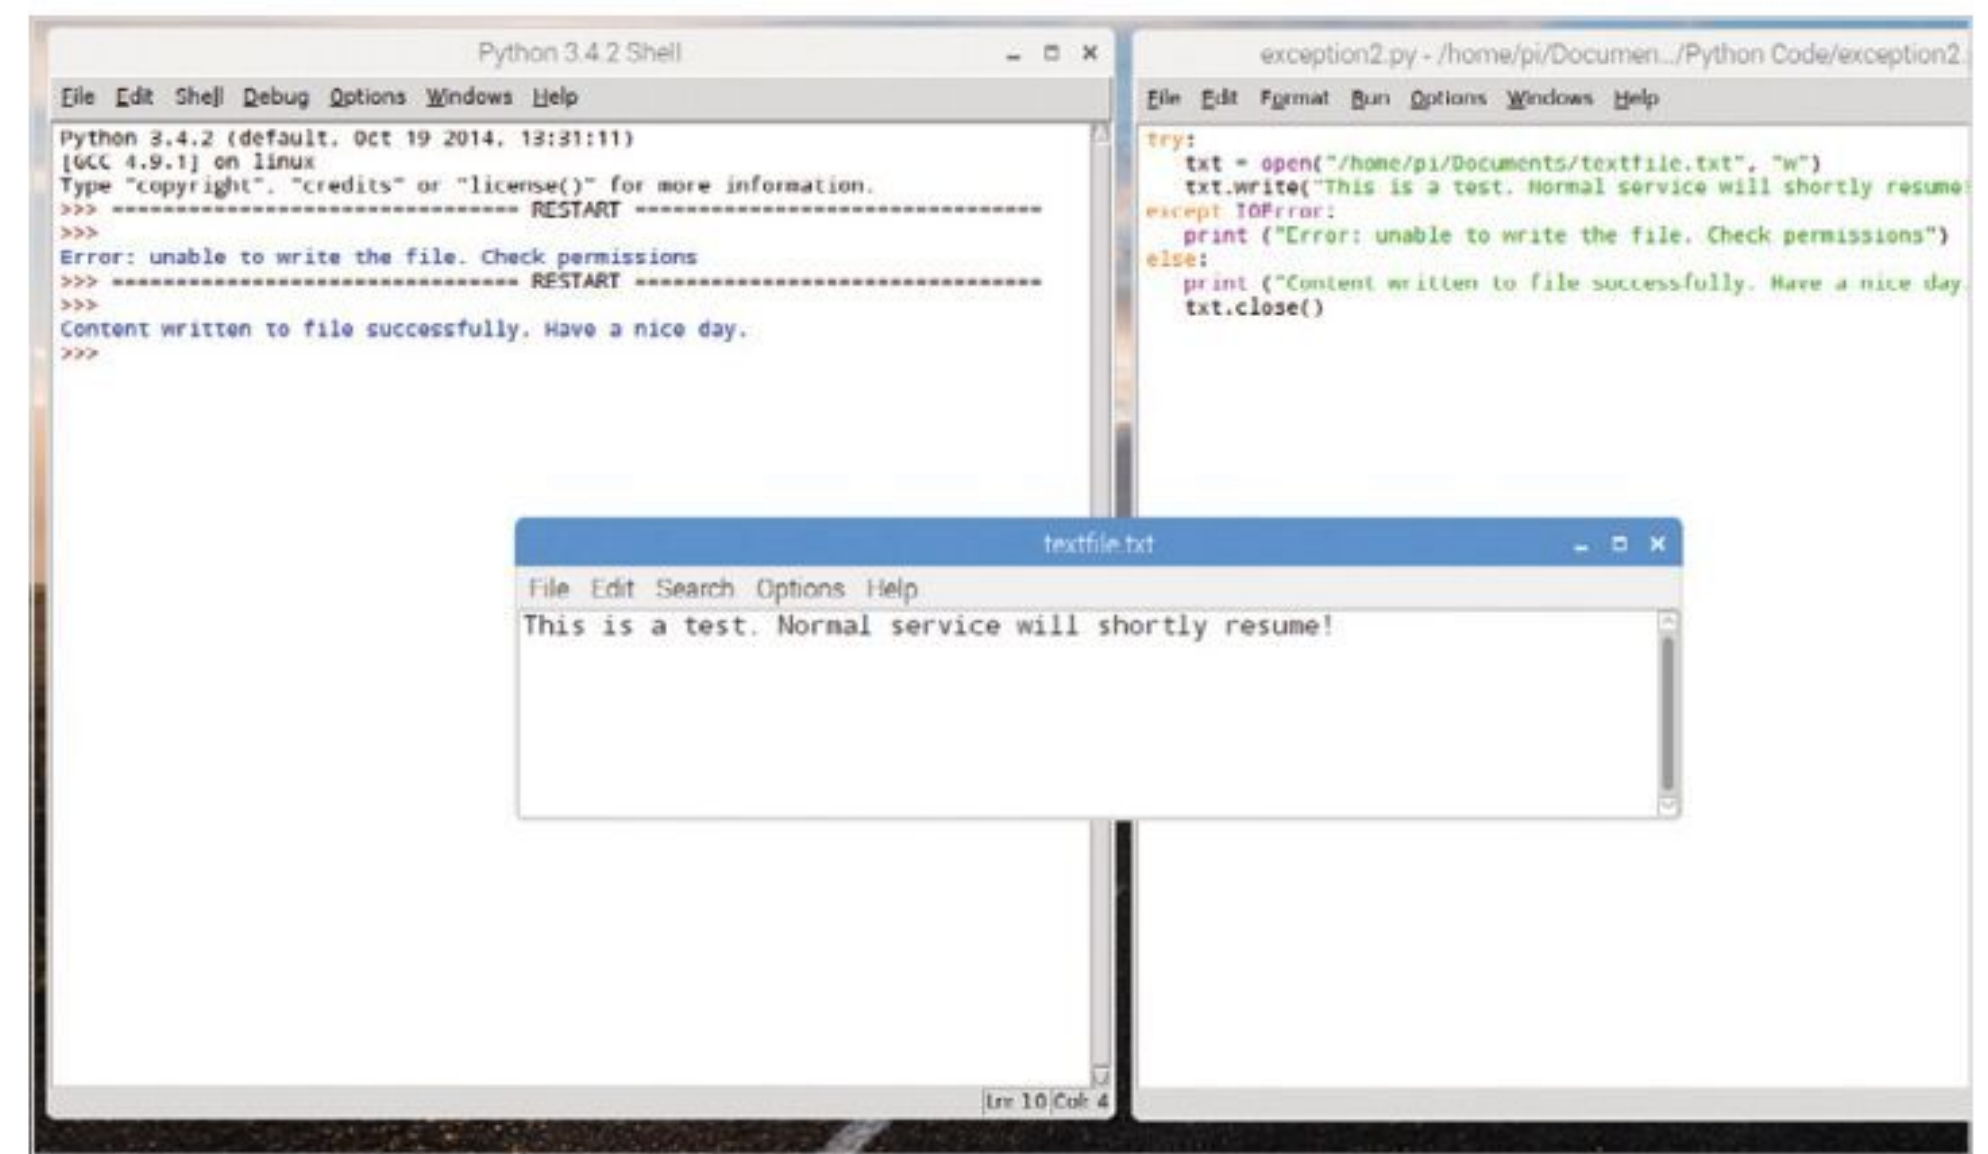 Python 3.4.2 Shell
File Edit Shell Debug Options Windows Help
Python 3.4.2 (default, Oct 19 2014, 13:31:11)
[GCC 4.9.1] on linux
Type "copyright", "credits" or "license()" for more information.
>>> ================================ RESTART ================================
>>>
Error: unable to write the file. Check permissions
>>> ================================ RESTART ================================
>>>
Content written to file successfully. Have a nice day.
>>>
Ln: 10 Col: 4
exception2.py - /home/pi/Documen.../Python Code/exception2.
File Edit Format Run Options Windows Help
try:
    txt = open("/home/pi/Documents/textfile.txt", "w")
    txt.write("This is a test. Normal service will shortly resume
except IOError:
    print ("Error: unable to write the file. Check permissions")
else:
    print ("Content written to file successfully. Have a nice day.
    txt.close()
textfile.txt
File Edit Search Options Help
This is a test. Normal service will shortly resume!